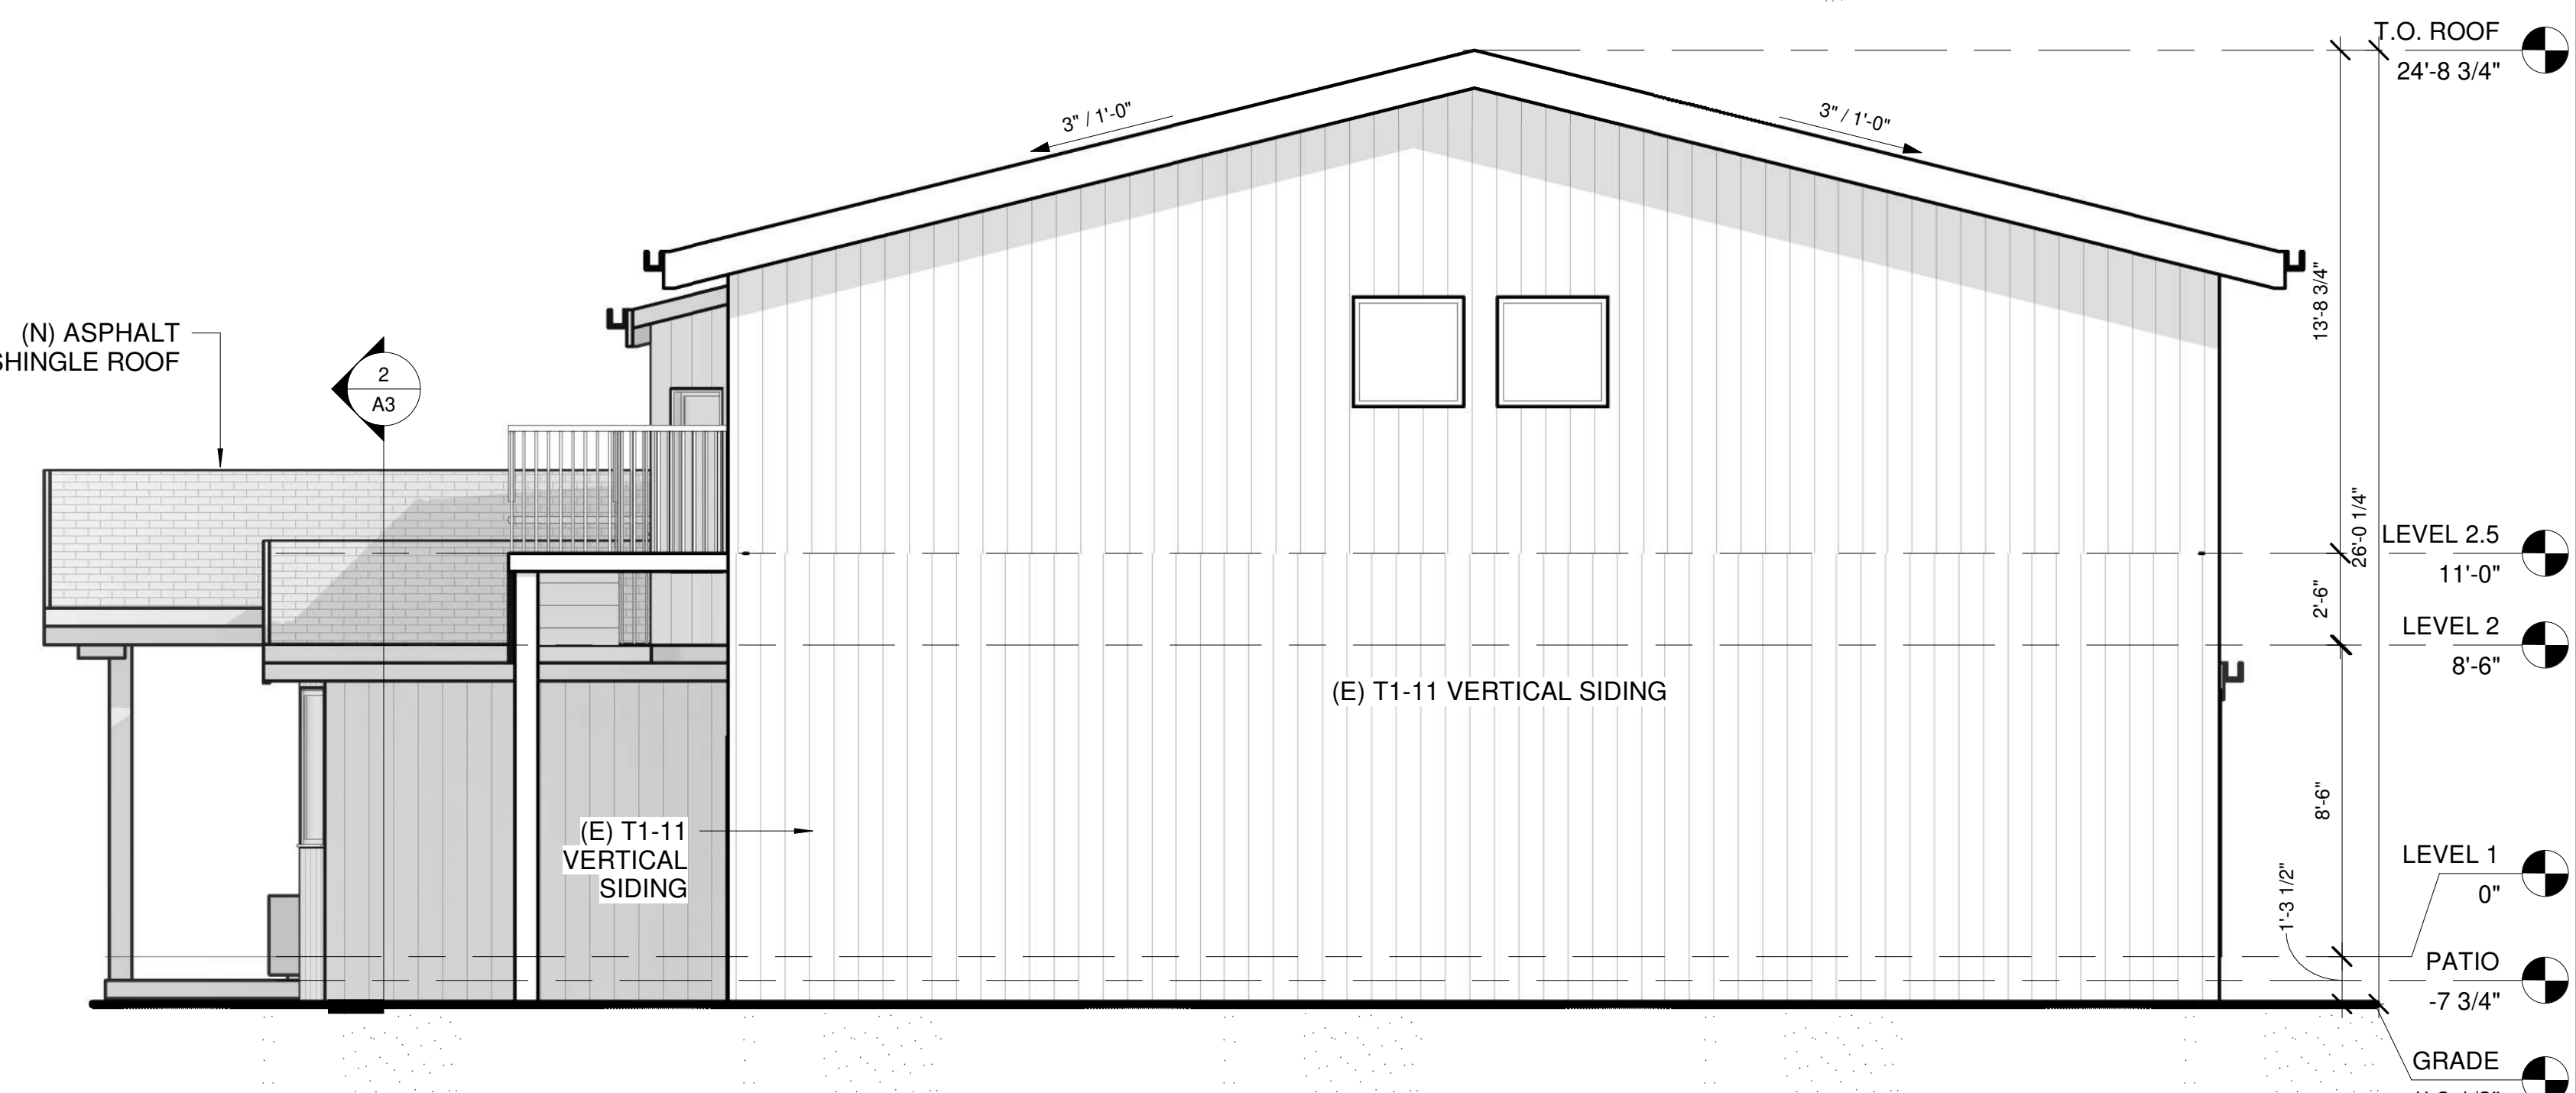 T.O. ROOF
24'-8 3/4"
3" / 1'-0"
3" / 1'-0"
13'-8 3/4"
(N) ASPHALT
SHINGLE ROOF
2
A3
26'-0 1/4"
LEVEL 2.5
11'-0"
2'-6"
LEVEL 2
8'-6"
(E) T1-11 VERTICAL SIDING
8'-6"
(E) T1-11
VERTICAL
SIDING
LEVEL 1
0"
1'-3 1/2"
PATIO
-7 3/4"
GRADE